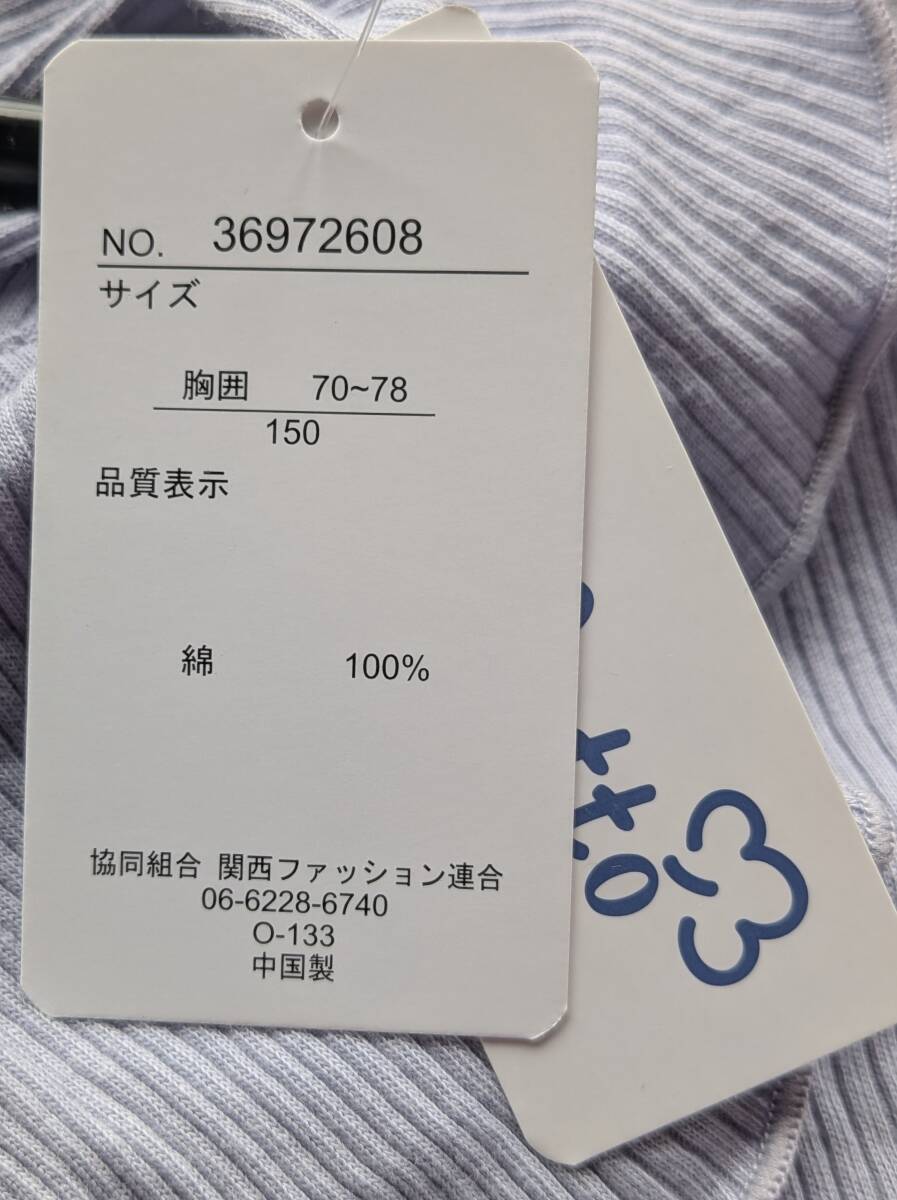 NO. 36972608
サイズ
胸囲 70~78
150
品質表示
綿 100%
協同組合 関西ファッション連合
06-6228-6740
O-133
中国製